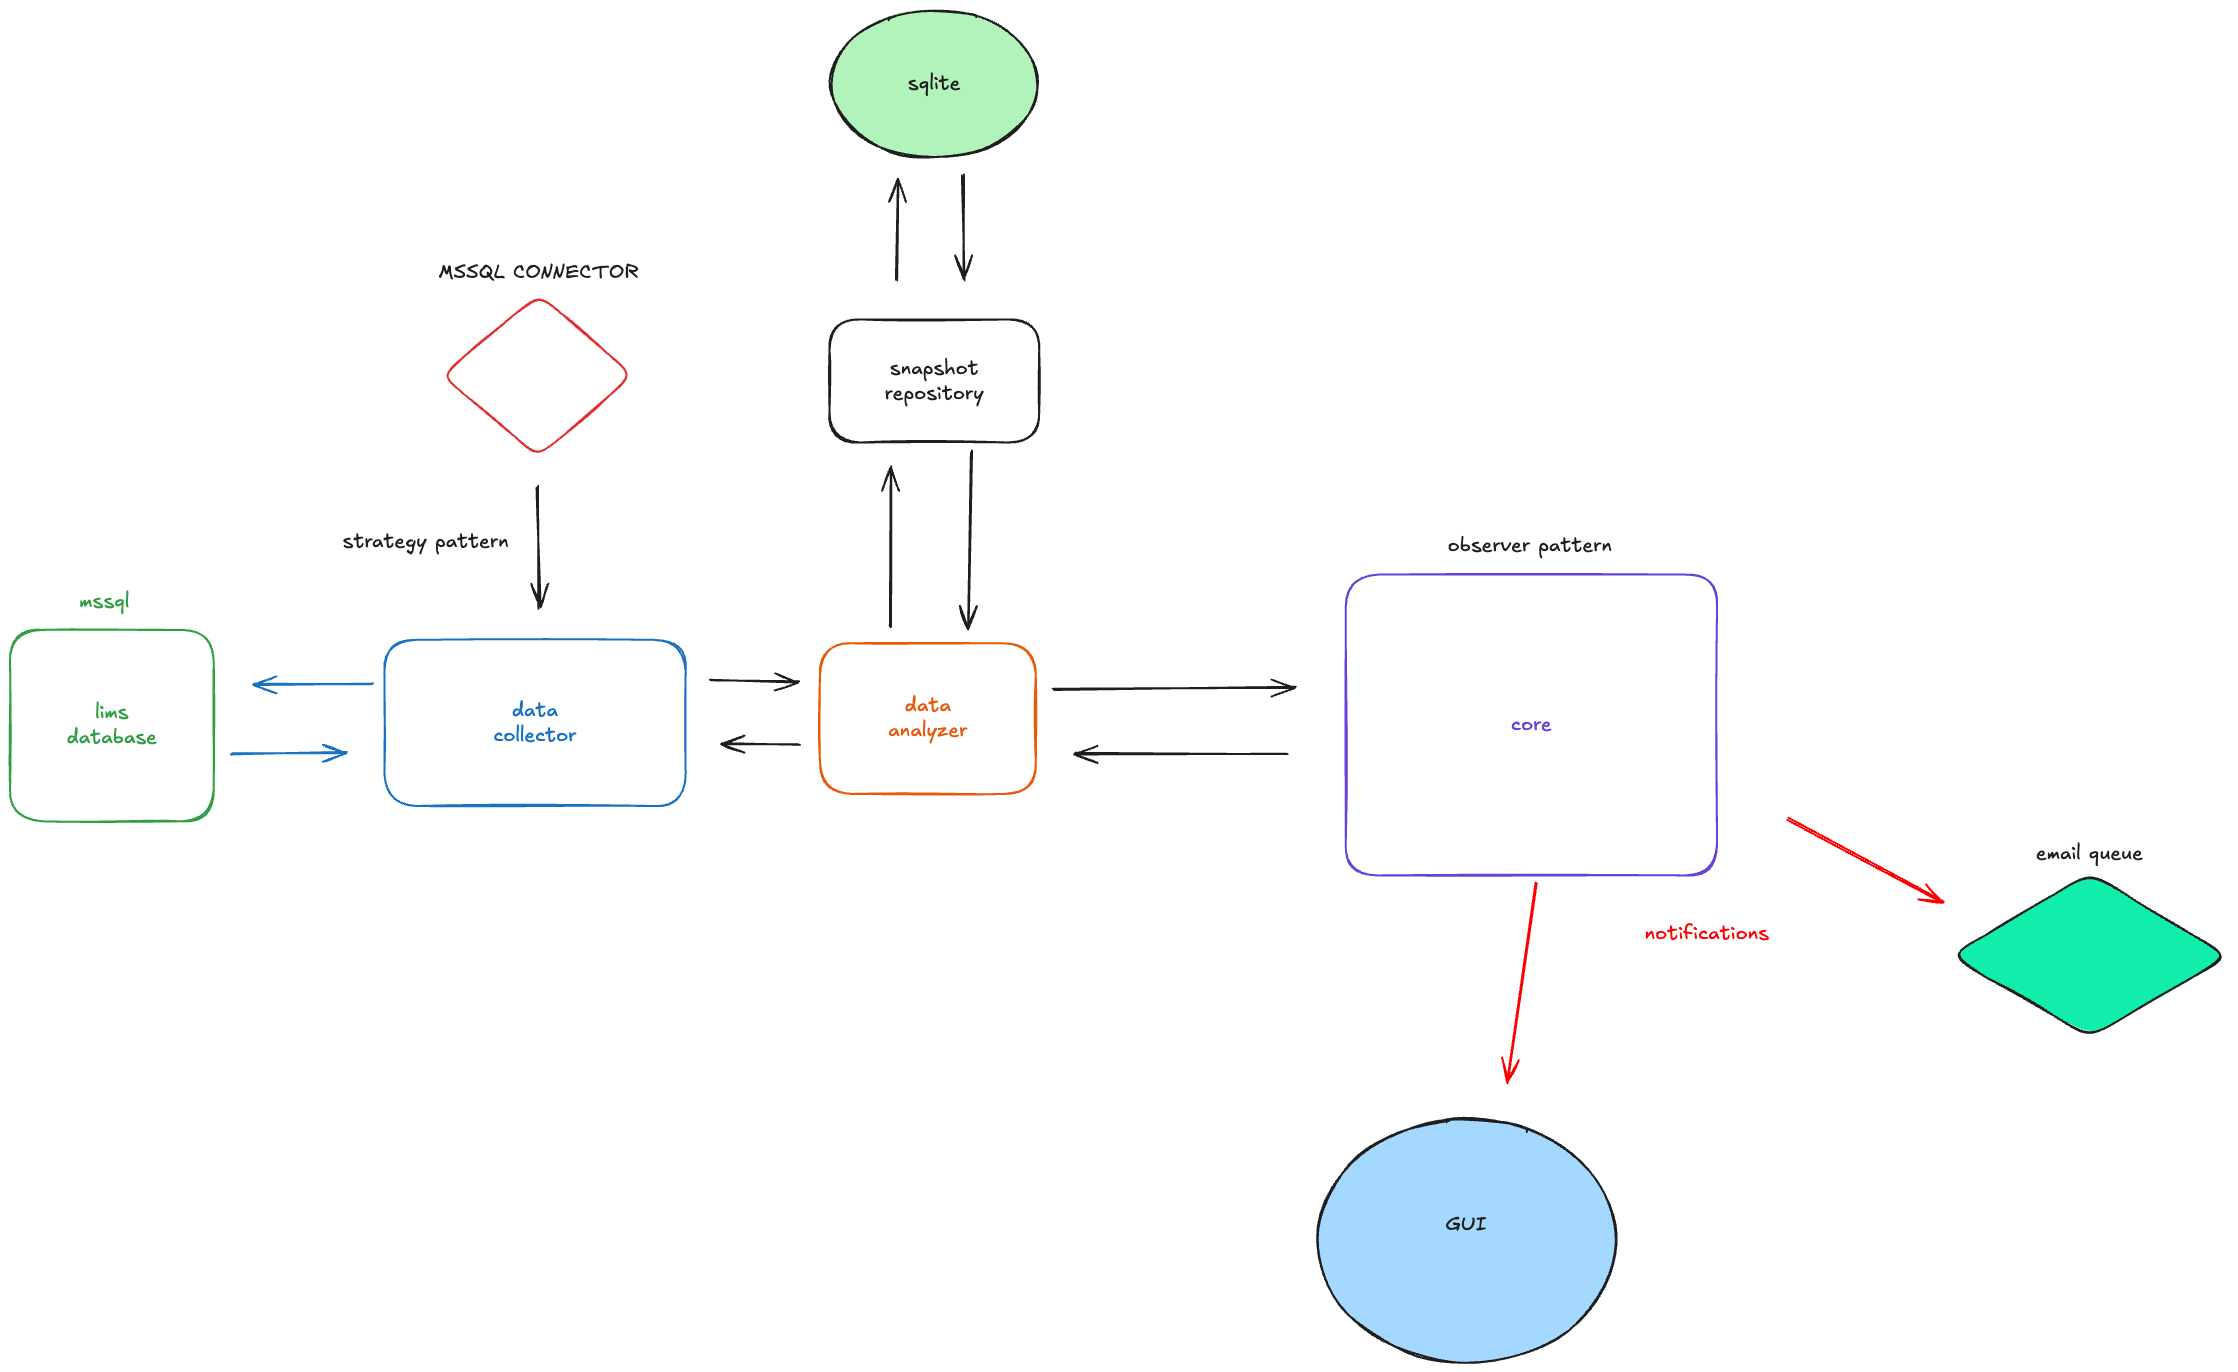 sqlite
MSSQL CONNECTOR
snapshot
repository
strategy pattern
observer pattern
mssql
lims
database
data
collector
data
analyzer
core
email queue
notifications
GUI